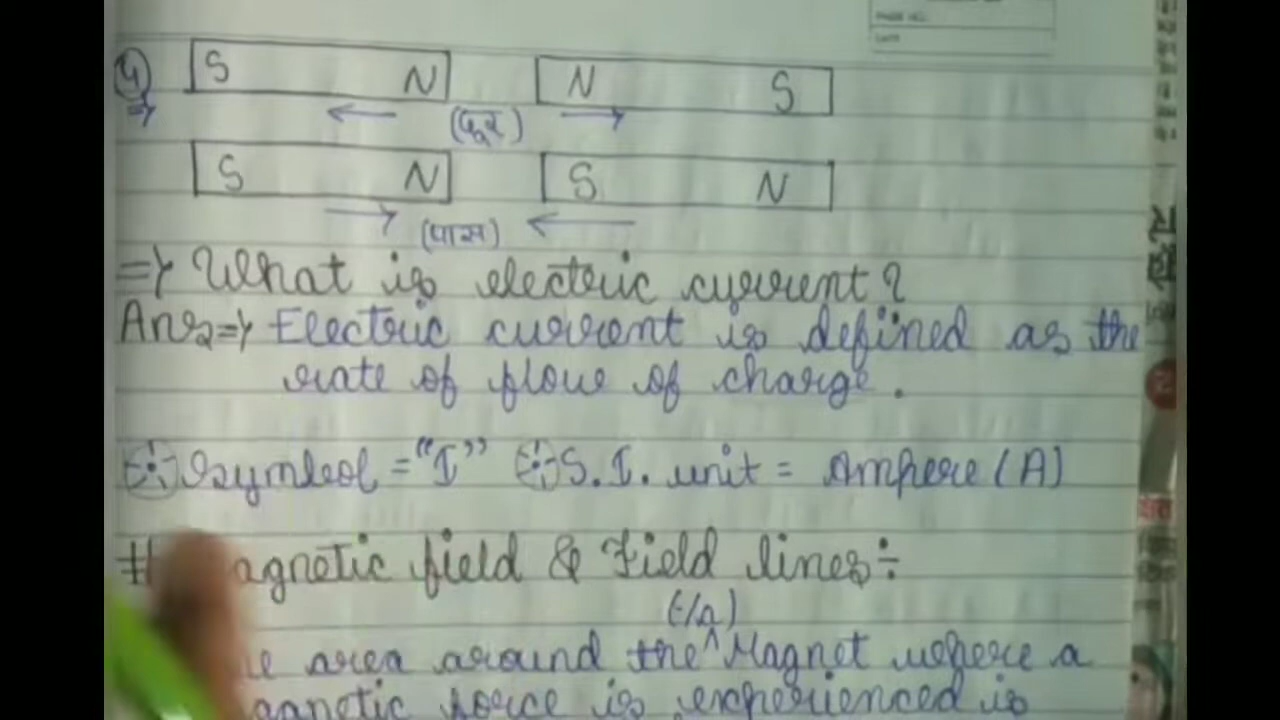 4) S N N S
(दूर)
S N S N
(पास)
=> What is electric current?
Ans=> Electric current is defined as the
rate of flow of charge.
Symbol = "I" S.I. unit = Ampere (A)
# agnetic field & Field lines÷
(-/a)
area around the ^ Magnet where a
force is experienced is